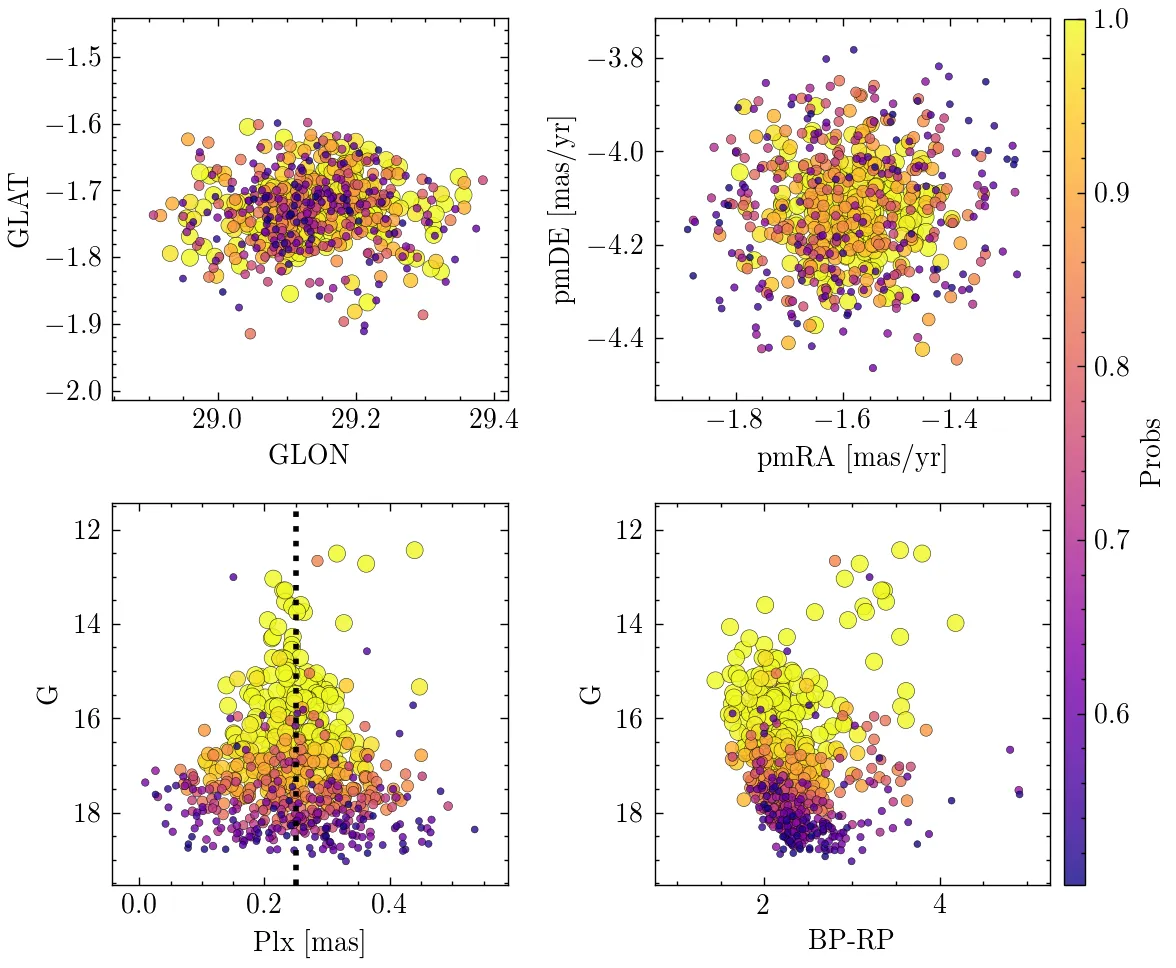 −1.5
−1.6
−1.7
−1.8
−1.9
−2.0
GLAT
29.0 29.2 29.4
GLON
−3.8
−4.0
−4.2
−4.4
pmDE [mas/yr]
−1.8 −1.6 −1.4
pmRA [mas/yr]
1.0
0.9
0.8
0.7
0.6
Probs
12
14
16
18
G
0.0 0.2 0.4
Plx [mas]
12
14
16
18
G
2 4
BP-RP